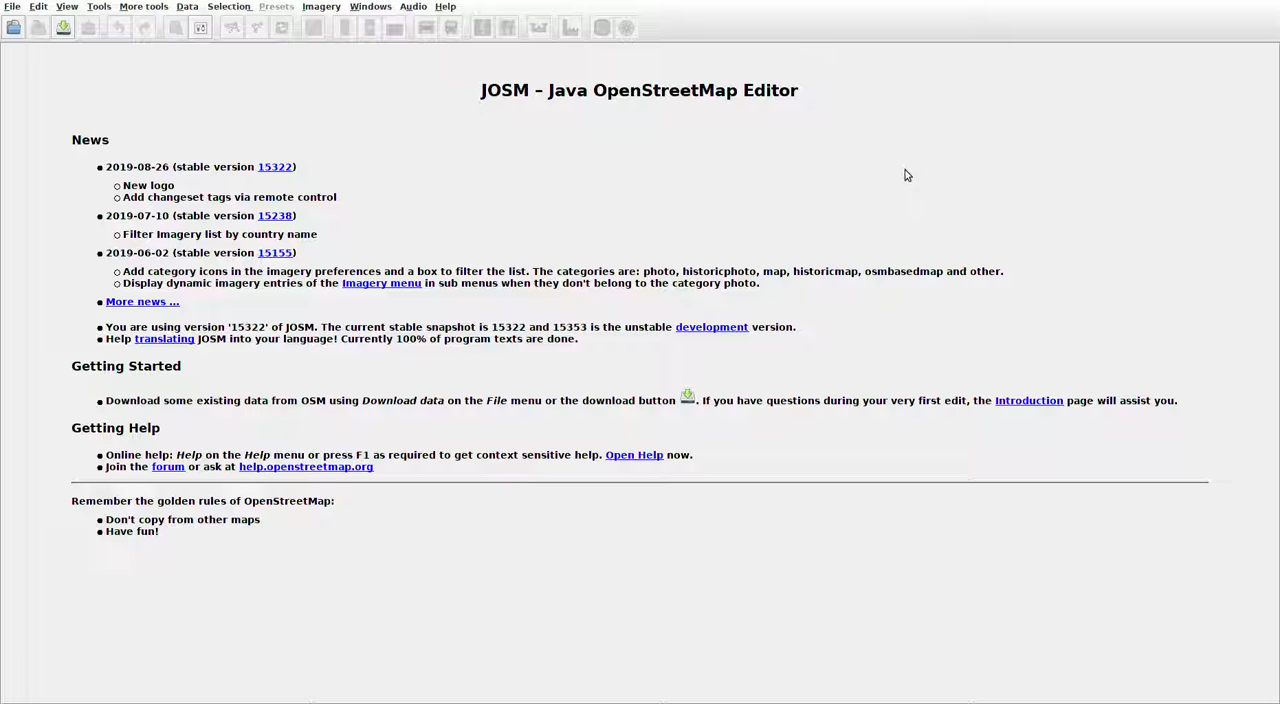 File Edit View Tools More tools Data Selection Presets Imagery Windows Audio Help
JOSM – Java OpenStreetMap Editor
News
2019-08-26 (stable version 15322)
New logo
Add changeset tags via remote control
2019-07-10 (stable version 15238)
Filter Imagery list by country name
2019-06-02 (stable version 15155)
Add category icons in the imagery preferences and a box to filter the list. The categories are: photo, historicphoto, map, historicmap, osmbasedmap and other.
Display dynamic imagery entries of the Imagery menu in sub menus when they don't belong to the category photo.
More news ...
You are using version '15322' of JOSM. The current stable snapshot is 15322 and 15353 is the unstable development version.
Help translating JOSM into your language! Currently 100% of program texts are done.
Getting Started
Download some existing data from OSM using Download data on the File menu or the download button . If you have questions during your very first edit, the Introduction page will assist you.
Getting Help
Online help: Help on the Help menu or press F1 as required to get context sensitive help. Open Help now.
Join the forum or ask at help.openstreetmap.org
Remember the golden rules of OpenStreetMap:
Don't copy from other maps
Have fun!